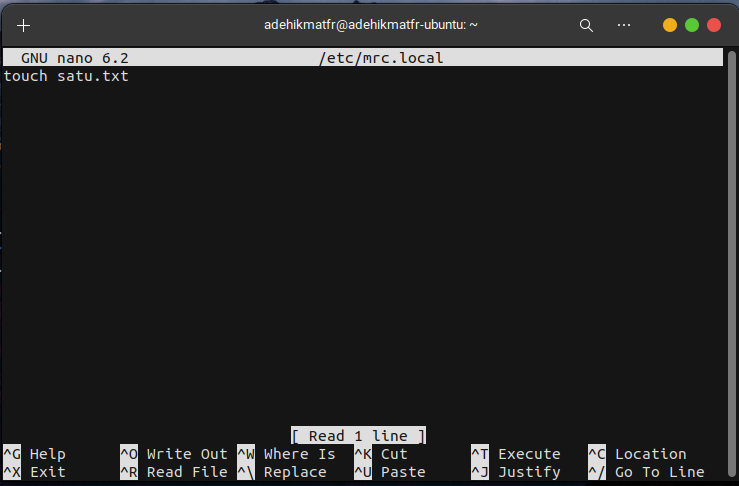 adehikmatfr@adehikmatfr-ubuntu: ~
GNU nano 6.2 /etc/mrc.local
touch satu.txt
[ Read 1 line ]
^G Help ^O Write Out ^W Where Is ^K Cut ^T Execute ^C Location
^X Exit ^R Read File ^\ Replace ^U Paste ^J Justify ^/ Go To Line